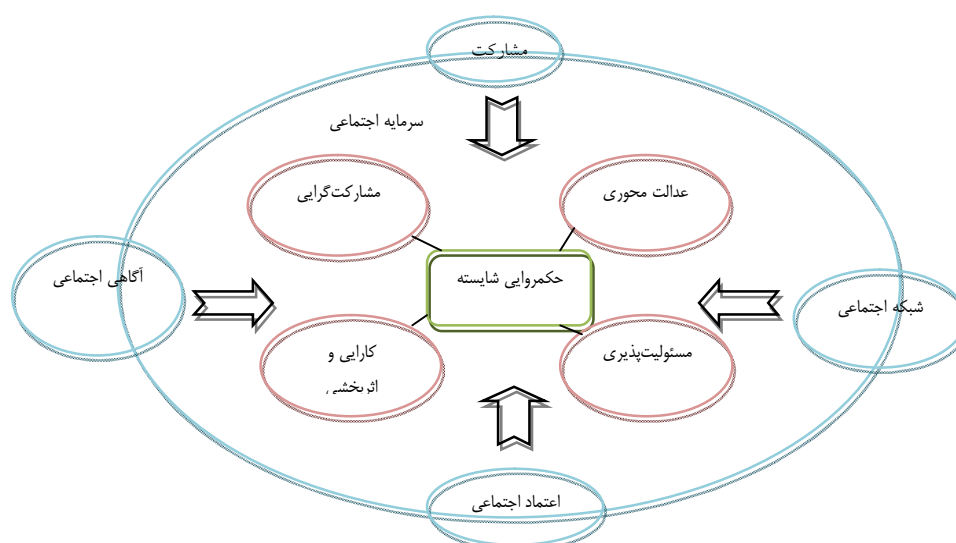 مشارکت
سرمایه اجتماعی
عدالت محوری
مشارکت‌گرایی
حکمروایی شایسته
آگاهی اجتماعی
شبکه اجتماعی
مسئولیت‌پذیری
کارایی و
اثربخشی
اعتماد اجتماعی